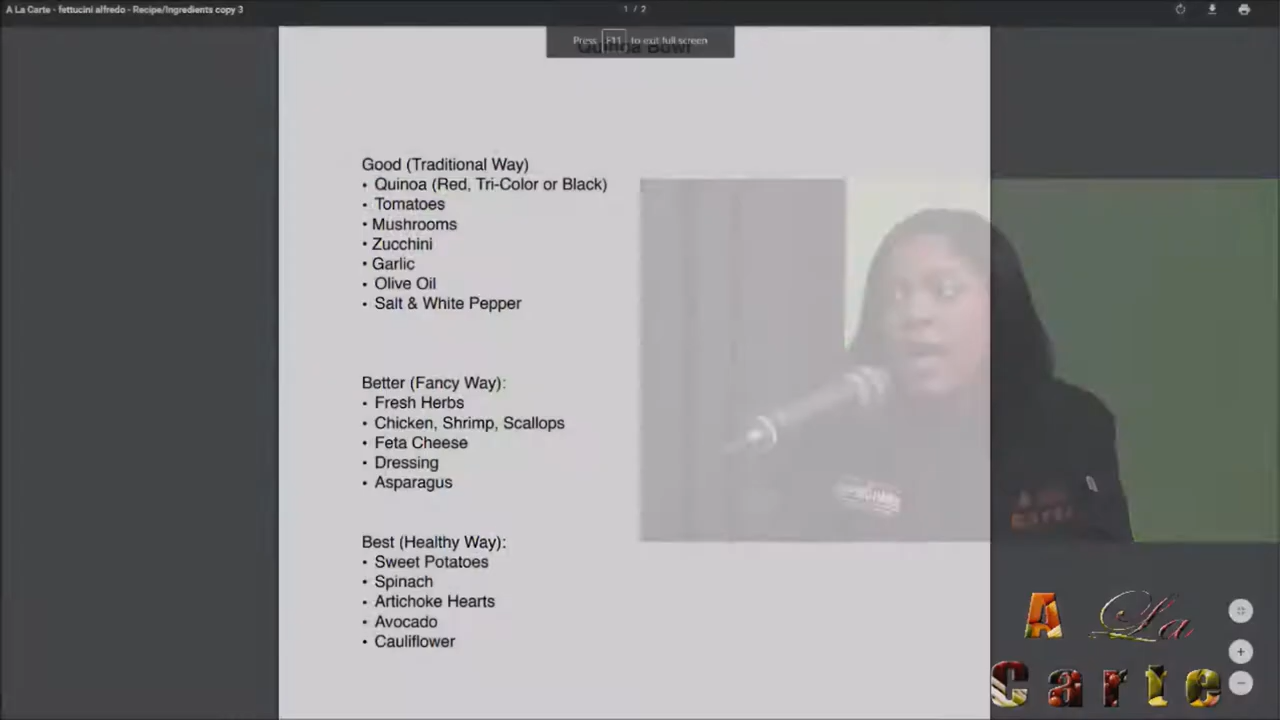 A La Carte - fettucini alfredo - Recipe/Ingredients copy 3
1 / 2
Press F11 to exit full screen
Quinoa Bowl
Good (Traditional Way)
• Quinoa (Red, Tri-Color or Black)
• Tomatoes
• Mushrooms
• Zucchini
• Garlic
• Olive Oil
• Salt & White Pepper
Better (Fancy Way):
• Fresh Herbs
• Chicken, Shrimp, Scallops
• Feta Cheese
• Dressing
• Asparagus
Best (Healthy Way):
• Sweet Potatoes
• Spinach
• Artichoke Hearts
• Avocado
• Cauliflower
A La
Carte